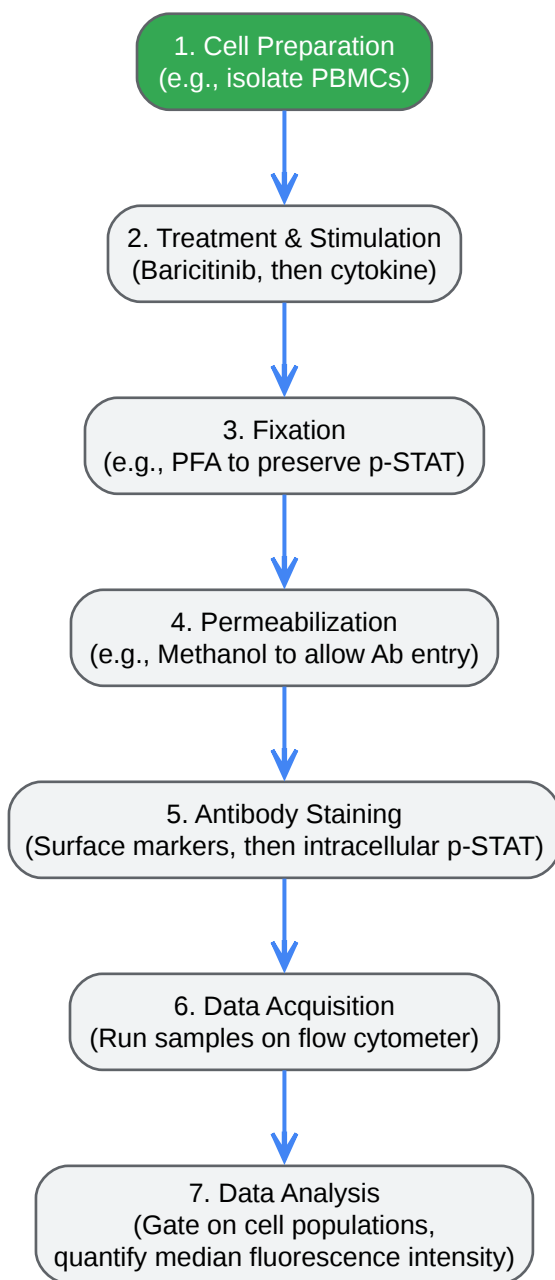 1. Cell Preparation
(e.g., isolate PBMCs)
2. Treatment & Stimulation
(Baricitinib, then cytokine)
3. Fixation
(e.g., PFA to preserve p-STAT)
4. Permeabilization
(e.g., Methanol to allow Ab entry)
5. Antibody Staining
(Surface markers, then intracellular p-STAT)
6. Data Acquisition
(Run samples on flow cytometer)
7. Data Analysis
(Gate on cell populations,
quantify median fluorescence intensity)